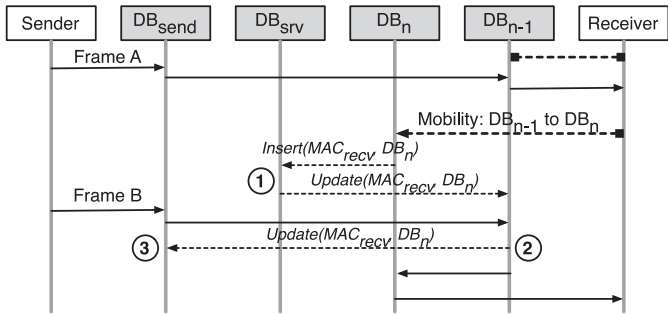 Sender DB_send DB_srv DB_n DB_n-1 Receiver
Frame A
Mobility: DB_n-1 to DB_n
Insert(MAC_recv, DB_n)
① Update(MAC_recv, DB_n)
Frame B
Update(MAC_recv, DB_n)
③ ②